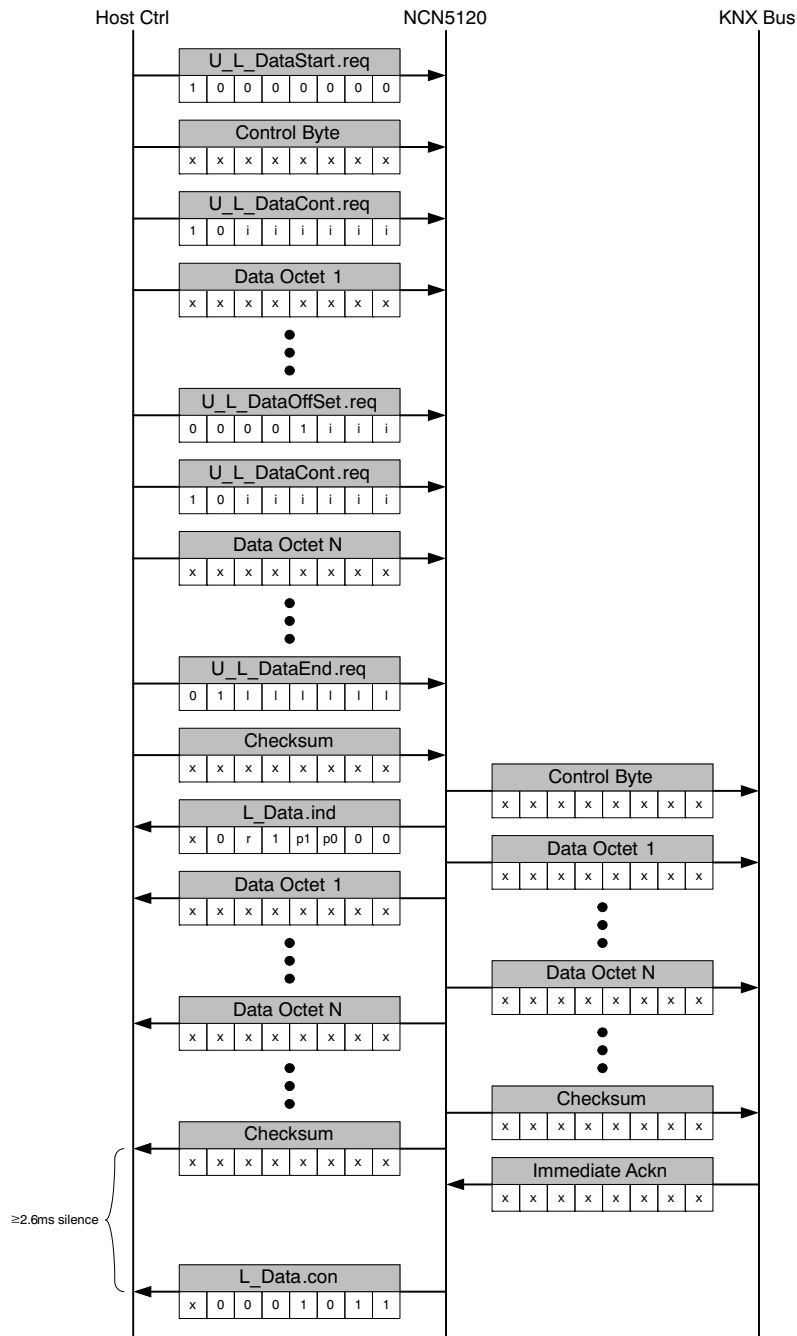 Host Ctrl NCN5120 KNX Bus
U_L_DataStart.req
1 0 0 0 0 0 0 0
Control Byte
x x x x x x x x
U_L_DataCont.req
1 0 i i i i i i
Data Octet 1
x x x x x x x x
U_L_DataOffSet.req
0 0 0 0 1 i i i
U_L_DataCont.req
1 0 i i i i i i
Data Octet N
x x x x x x x x
U_L_DataEnd.req
0 1 l l l l l l
Checksum
x x x x x x x x
Control Byte
x x x x x x x x
L_Data.ind
x 0 r 1 p1 p0 0 0
Data Octet 1
x x x x x x x x
Data Octet 1
x x x x x x x x
Data Octet N
x x x x x x x x
Data Octet N
x x x x x x x x
Checksum
x x x x x x x x
Checksum
x x x x x x x x
Immediate Ackn
x x x x x x x x
≥2.6ms silence
L_Data.con
x 0 0 0 1 0 1 1